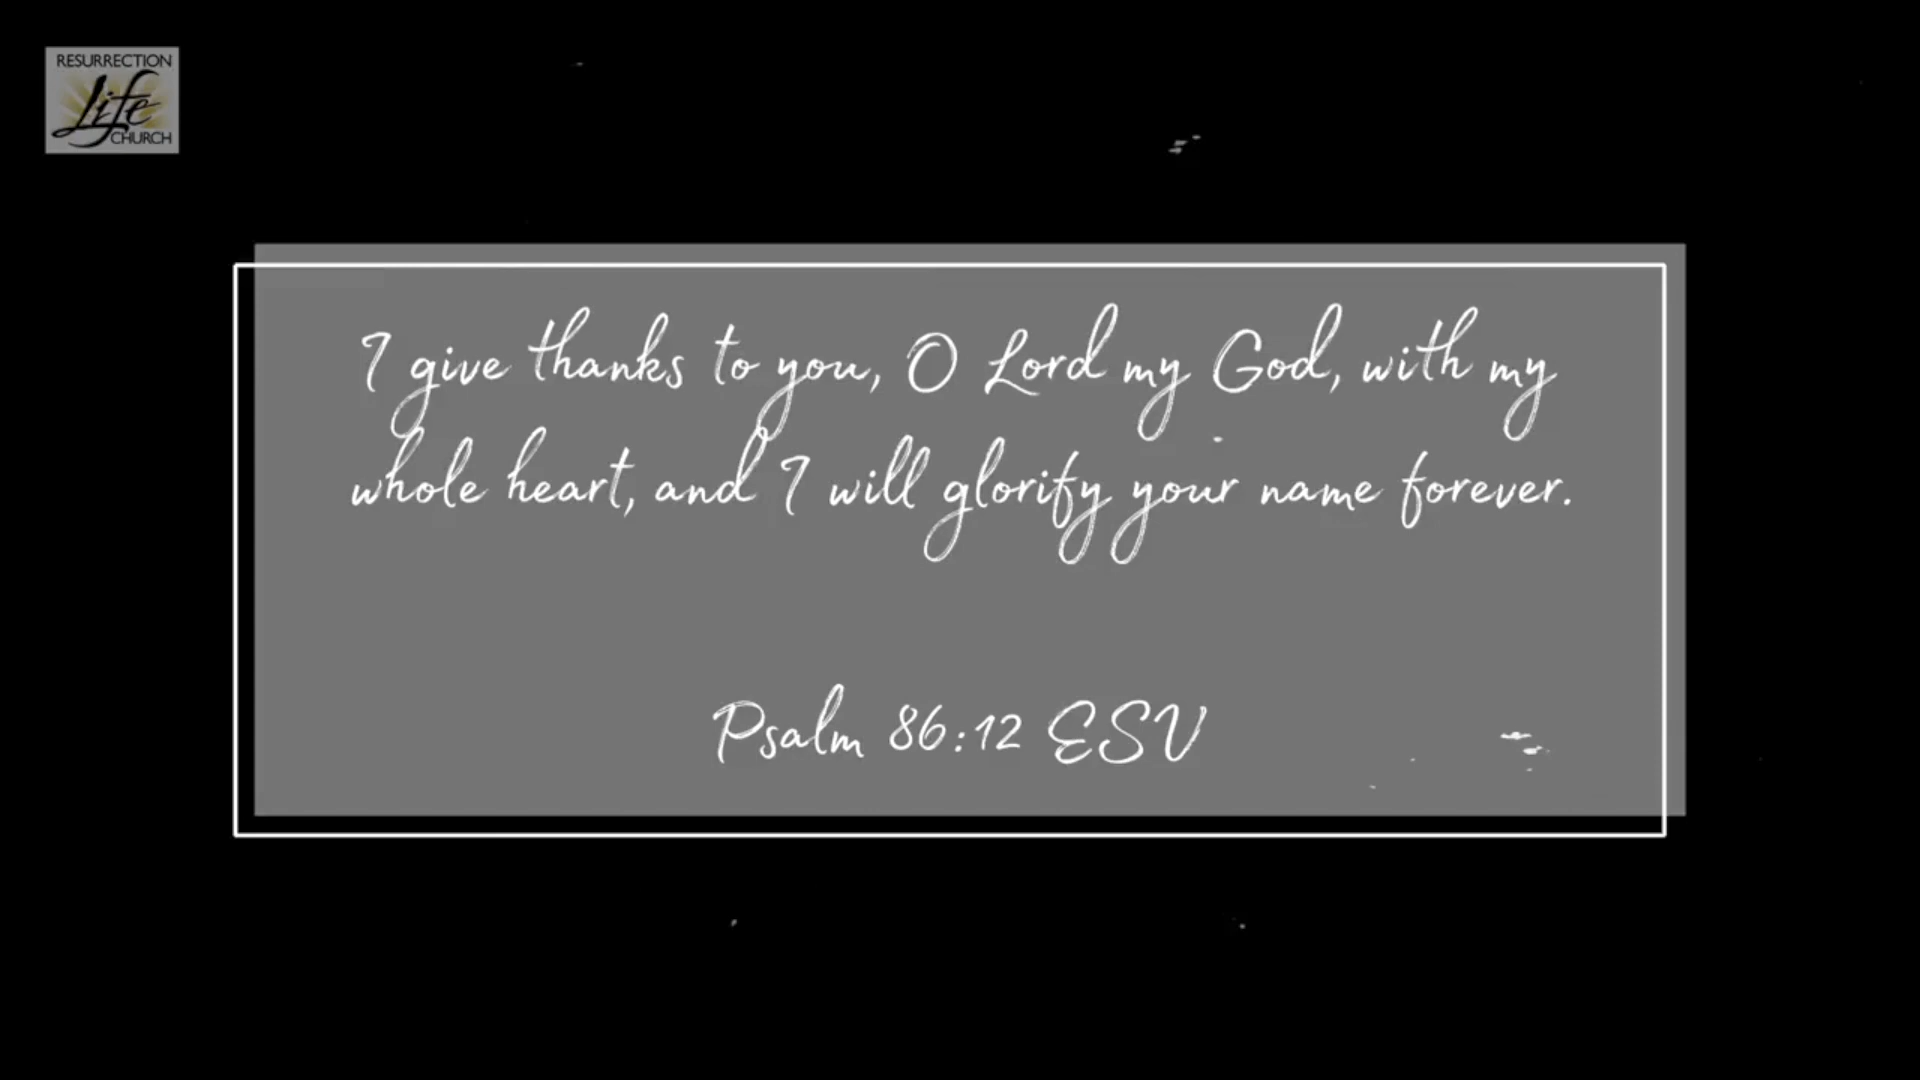 RESURRECTION
Life
CHURCH
I give thanks to you, O Lord my God, with my
whole heart, and I will glorify your name forever.
Psalm 86:12 ESV